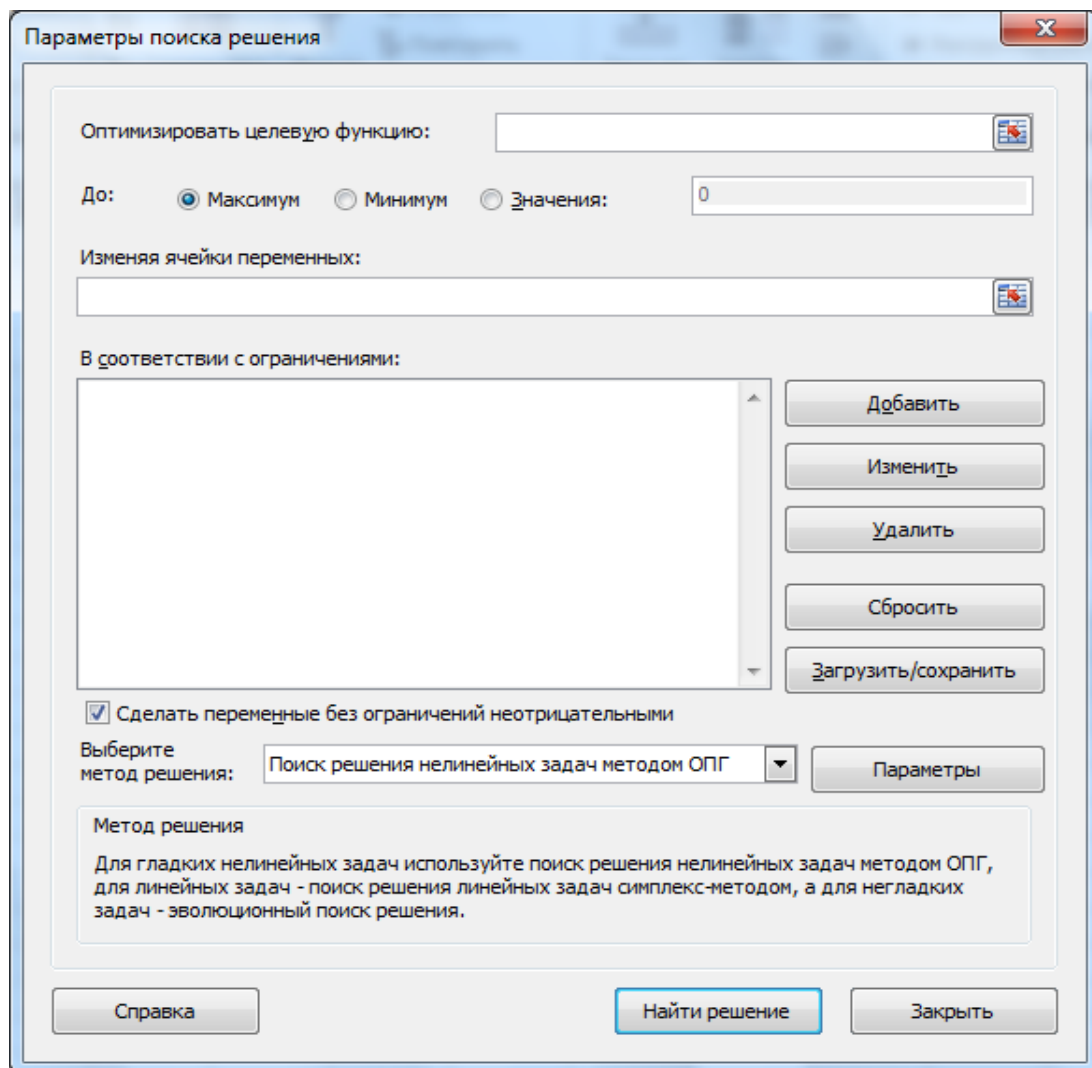 Параметры поиска решения
Оптимизировать целевую функцию:
До: Максимум Минимум Значения: 0
Изменяя ячейки переменных:
В соответствии с ограничениями:
Добавить
Изменить
Удалить
Сбросить
Загрузить/сохранить
Сделать переменные без ограничений неотрицательными
Выберите
метод решения:
Поиск решения нелинейных задач методом ОПГ
Параметры
Метод решения
Для гладких нелинейных задач используйте поиск решения нелинейных задач методом ОПГ,
для линейных задач - поиск решения линейных задач симплекс-методом, а для негладких
задач - эволюционный поиск решения.
Справка
Найти решение
Закрыть